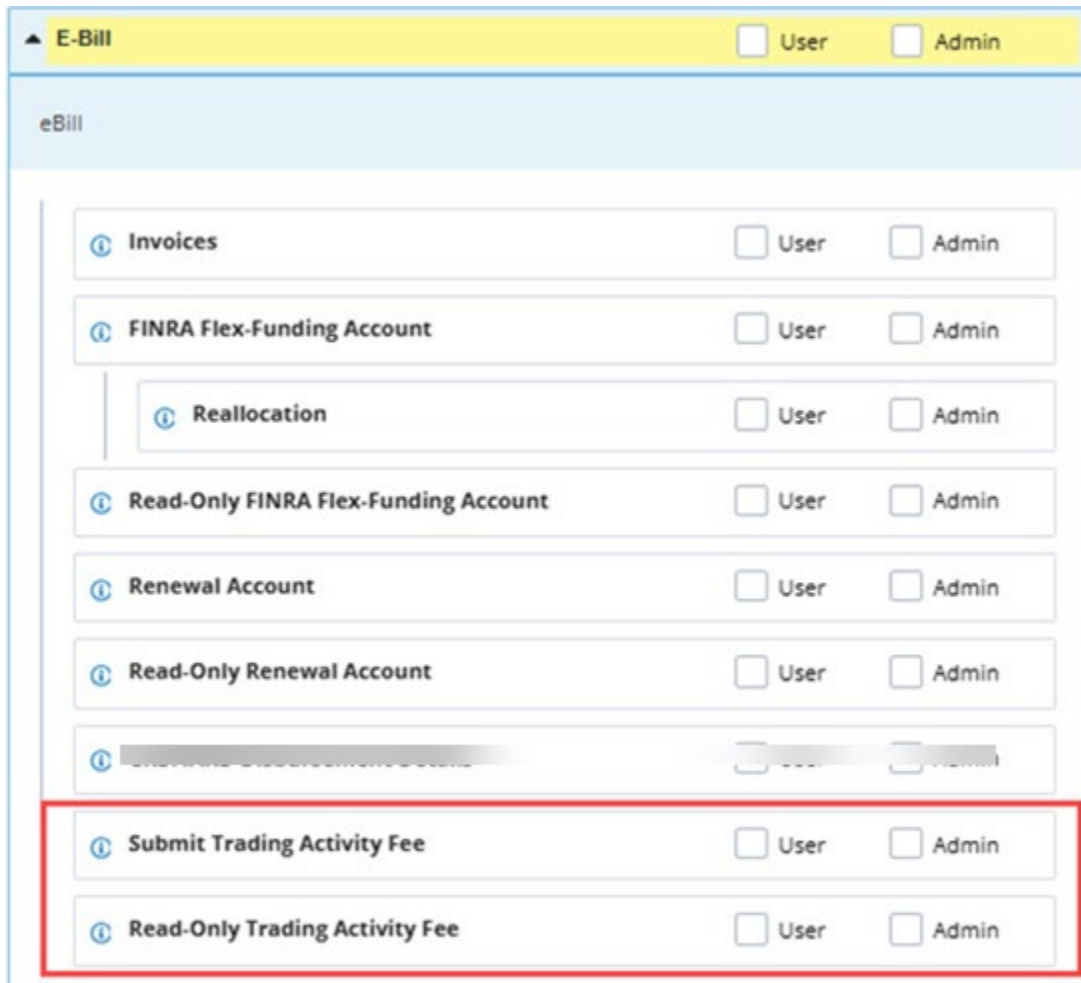 E-Bill User Admin
eBill
Invoices User Admin
FINRA Flex-Funding Account User Admin
Reallocation User Admin
Read-Only FINRA Flex-Funding Account User Admin
Renewal Account User Admin
Read-Only Renewal Account User Admin
Submit Trading Activity Fee User Admin
Read-Only Trading Activity Fee User Admin